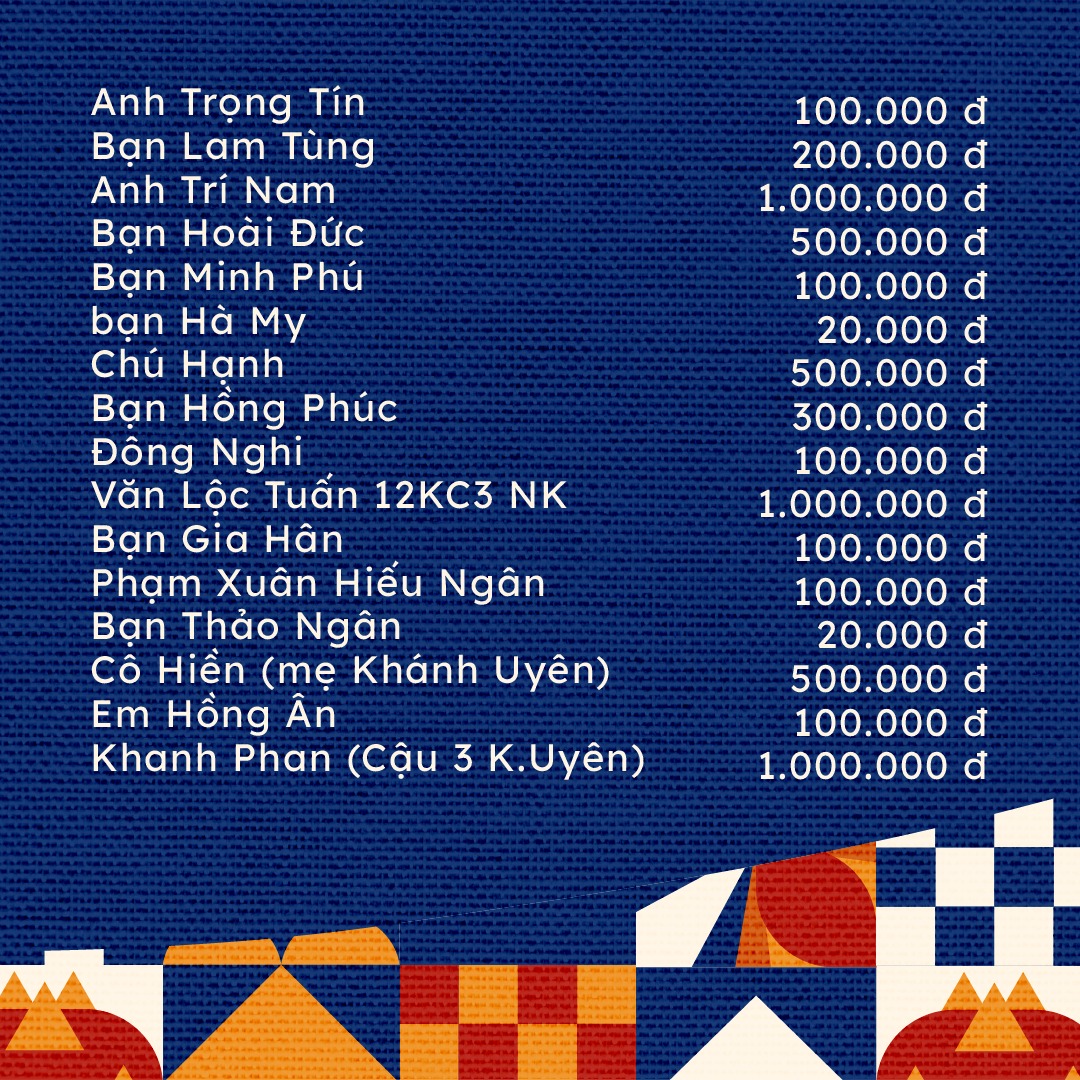 Anh Trọng Tín 100.000 đ
Bạn Lam Tùng 200.000 đ
Anh Trí Nam 1.000.000 đ
Bạn Hoài Đức 500.000 đ
Bạn Minh Phú 100.000 đ
bạn Hà My 20.000 đ
Chú Hạnh 500.000 đ
Bạn Hồng Phúc 300.000 đ
Đông Nghi 100.000 đ
Văn Lộc Tuấn 12KC3 NK 1.000.000 đ
Bạn Gia Hân 100.000 đ
Phạm Xuân Hiếu Ngân 100.000 đ
Bạn Thảo Ngân 20.000 đ
Cô Hiền (mẹ Khánh Uyên) 500.000 đ
Em Hồng Ân 100.000 đ
Khanh Phan (Cậu 3 K.Uyên) 1.000.000 đ